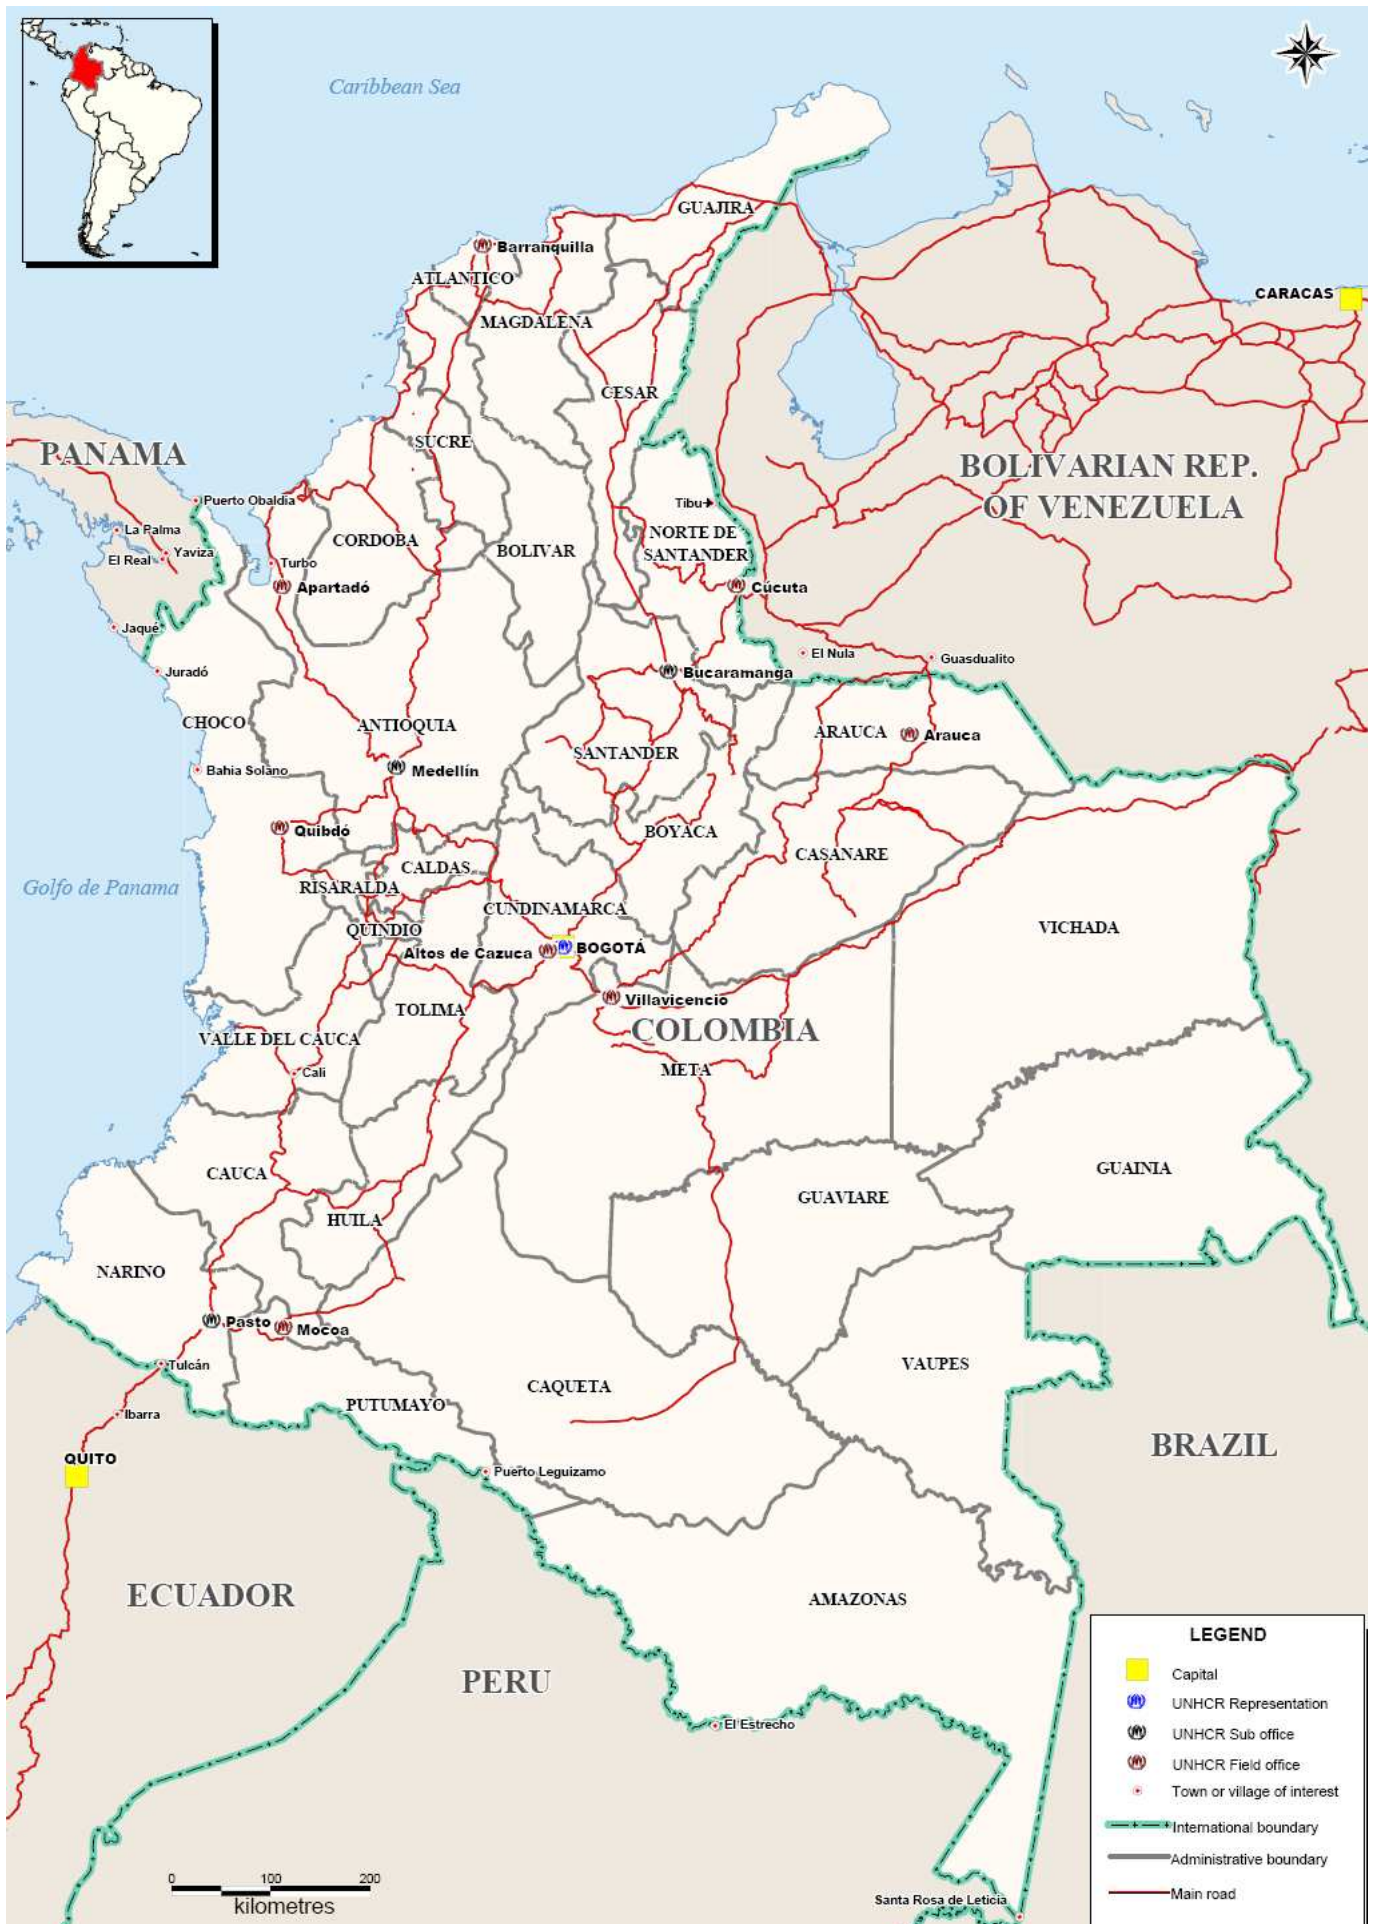 Caribbean Sea
GUAJIRA
Barranquilla
ATLANTICO
CARACAS
MAGDALENA
CESAR
SUCRE
PANAMA
BOLIVARIAN REP.
OF VENEZUELA
Puerto Obaldia
Tibu
La Palma
CORDOBA
NORTE DE
SANTANDER
BOLIVAR
Yaviza
El Real
Turbo
Apartadó
Cúcuta
Jaqué
El Nula
Guasdualito
Juradó
Bucaramanga
CHOCO
ANTIOQUIA
ARAUCA
Arauca
SANTANDER
Bahia Solano
Medellín
Quibdó
BOYACA
CASANARE
CALDAS
Golfo de Panama
RISARALDA
CUNDINAMARCA
VICHADA
QUINDIO
Altos de Cazuca
BOGOTÁ
Villavicencio
TOLIMA
COLOMBIA
VALLE DEL CAUCA
Cali
META
CAUCA
GUAINIA
GUAVIARE
HUILA
NARINO
Pasto
Mocoa
Tulcán
VAUPES
CAQUETA
PUTUMAYO
Ibarra
BRAZIL
QUITO
Puerto Leguizamo
ECUADOR
AMAZONAS
PERU
El Estrecho
LEGEND
Capital
UNHCR Representation
UNHCR Sub office
UNHCR Field office
Town or village of interest
International boundary
Administrative boundary
Main road
0 100 200
kilometres
Santa Rosa de Leticia